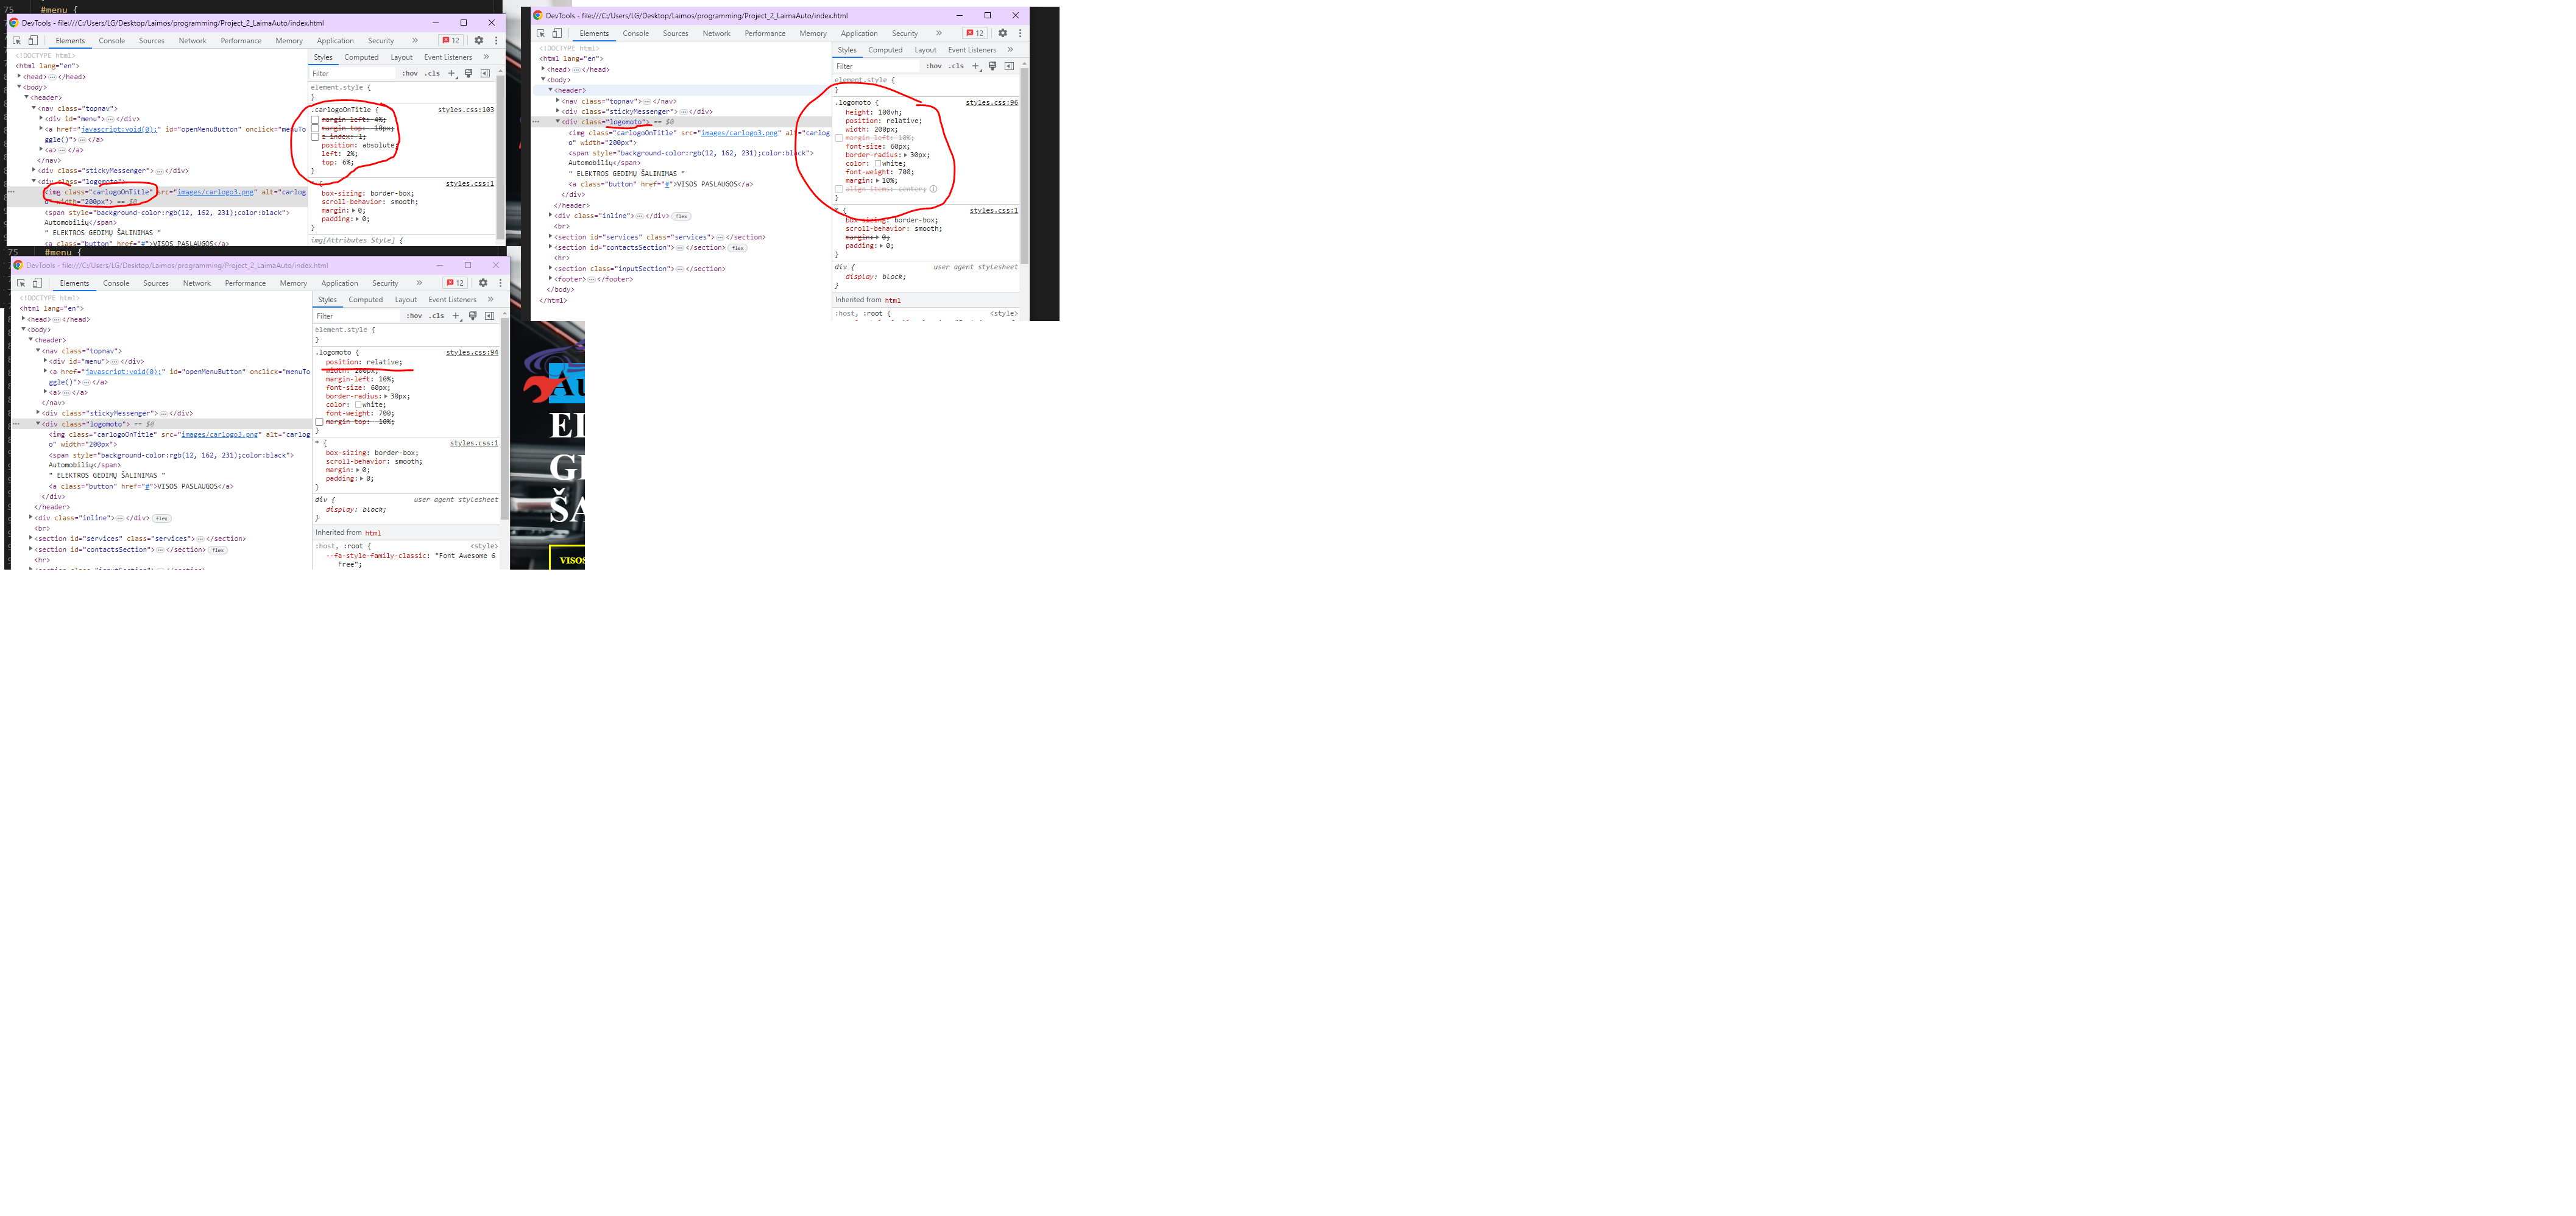 75 #menu {
DevTools - file:///C:/Users/LG/Desktop/Laimos/programming/Project_2_LaimaAuto/index.html
Elements Console Sources Network Performance Memory Application Security » 12
<!DOCTYPE html>
<html lang="en">
<head> </head>
<body>
<header>
<nav class="topnav">
<div id="menu"> </div>
<a href="javascript:void(0);" id="openMenuButton" onclick="menuTo
ggle()"> </a>
<a> </a>
</nav>
<div class="stickyMessenger"> </div>
<div class="logomoto">
<img class="carlogoOnTitle" src="images/carlogo3.png" alt="carlog
o" width="200px"> == $0
<span style="background-color:rgb(12, 162, 231);color:black">
Automobilių</span>
" ELEKTROS GEDIMŲ ŠALINIMAS "
<a class="button" href="#">VISOS PASLAUGOS</a>
Styles Computed Layout Event Listeners »
Filter :hov .cls +
element.style {
}
.carlogoOnTitle { styles.css:103
margin-left: 4%;
margin-top: -10px;
z-index: 1;
position: absolute;
left: 2%;
top: 6%;
}
{ styles.css:1
box-sizing: border-box;
scroll-behavior: smooth;
margin: 0;
padding: 0;
}
img[Attributes Style] {
DevTools - file:///C:/Users/LG/Desktop/Laimos/programming/Project_2_LaimaAuto/index.html
Elements Console Sources Network Performance Memory Application Security » 12
<!DOCTYPE html>
<html lang="en">
<head> </head>
<body>
<header>
<nav class="topnav"> </nav>
<div class="stickyMessenger"> </div>
<div class="logomoto"> == $0
<img class="carlogoOnTitle" src="images/carlogo3.png" alt="carlog
o" width="200px">
<span style="background-color:rgb(12, 162, 231);color:black">
Automobilių</span>
" ELEKTROS GEDIMŲ ŠALINIMAS "
<a class="button" href="#">VISOS PASLAUGOS</a>
</div>
</header>
<div class="inline"> </div> flex
<br>
<section id="services" class="services"> </section>
<section id="contactsSection"> </section> flex
<hr>
<section class="inputSection"> </section>
<footer> </footer>
</body>
</html>
Styles Computed Layout Event Listeners »
Filter :hov .cls +
element.style {
}
.logomoto { styles.css:96
height: 100vh;
position: relative;
width: 200px;
margin-left: 10%;
font-size: 60px;
border-radius: 30px;
color: white;
font-weight: 700;
margin: 10%;
align-items: center;
}
* { styles.css:1
box-sizing: border-box;
scroll-behavior: smooth;
margin: 0;
padding: 0;
}
div { user agent stylesheet
display: block;
}
Inherited from html
:host, :root { <style>
75 #menu {
DevTools - file:///C:/Users/LG/Desktop/Laimos/programming/Project_2_LaimaAuto/index.html
Elements Console Sources Network Performance Memory Application Security » 12
<!DOCTYPE html>
<html lang="en">
<head> </head>
<body>
<header>
<nav class="topnav">
<div id="menu"> </div>
<a href="javascript:void(0);" id="openMenuButton" onclick="menuTo
ggle()"> </a>
<a> </a>
</nav>
<div class="stickyMessenger"> </div>
<div class="logomoto"> == $0
<img class="carlogoOnTitle" src="images/carlogo3.png" alt="carlog
o" width="200px">
<span style="background-color:rgb(12, 162, 231);color:black">
Automobilių</span>
" ELEKTROS GEDIMŲ ŠALINIMAS "
<a class="button" href="#">VISOS PASLAUGOS</a>
</div>
</header>
<div class="inline"> </div> flex
<br>
<section id="services" class="services"> </section>
<section id="contactsSection"> </section> flex
<hr>
Styles Computed Layout Event Listeners »
Filter :hov .cls +
element.style {
}
.logomoto { styles.css:94
position: relative;
width: 200px;
margin-left: 10%;
font-size: 60px;
border-radius: 30px;
color: white;
font-weight: 700;
margin-top: -10%;
}
* { styles.css:1
box-sizing: border-box;
scroll-behavior: smooth;
margin: 0;
padding: 0;
}
div { user agent stylesheet
display: block;
}
Inherited from html
:host, :root { <style>
--fa-style-family-classic: "Font Awesome 6
Free";
Au
EI
G
ŠA
VISOS